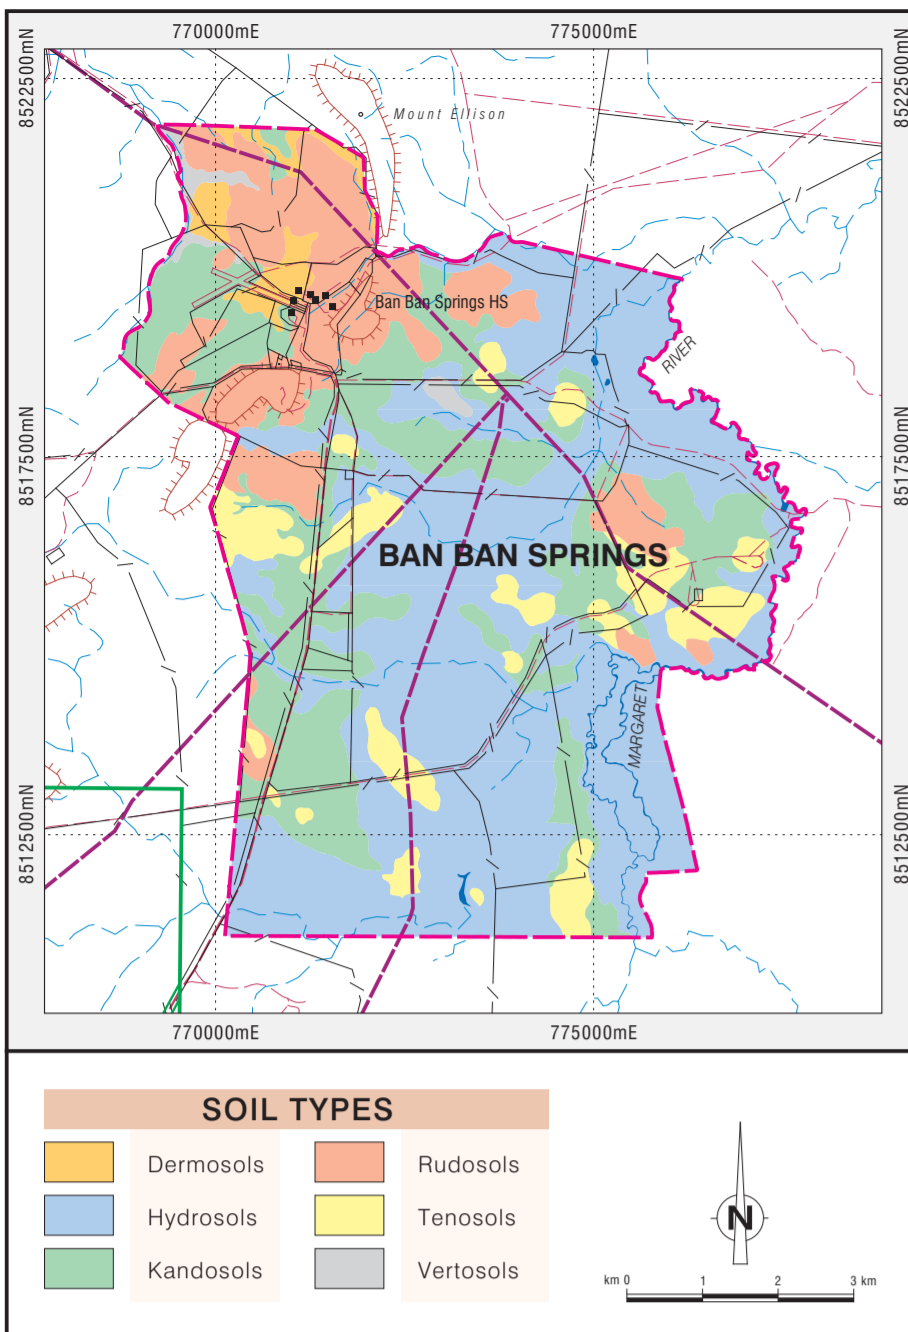 770000mE 775000mE
8522500mN 8522500mN
Mount Ellison
Ban Ban Springs HS
RIVER
8517500mN 8517500mN
BAN BAN SPRINGS
MARGARET
8512500mN 8512500mN
770000mE 775000mE
SOIL TYPES
Dermosols Rudosols
Hydrosols Tenosols
Kandosols Vertosols
N
km 0 1 2 3 km